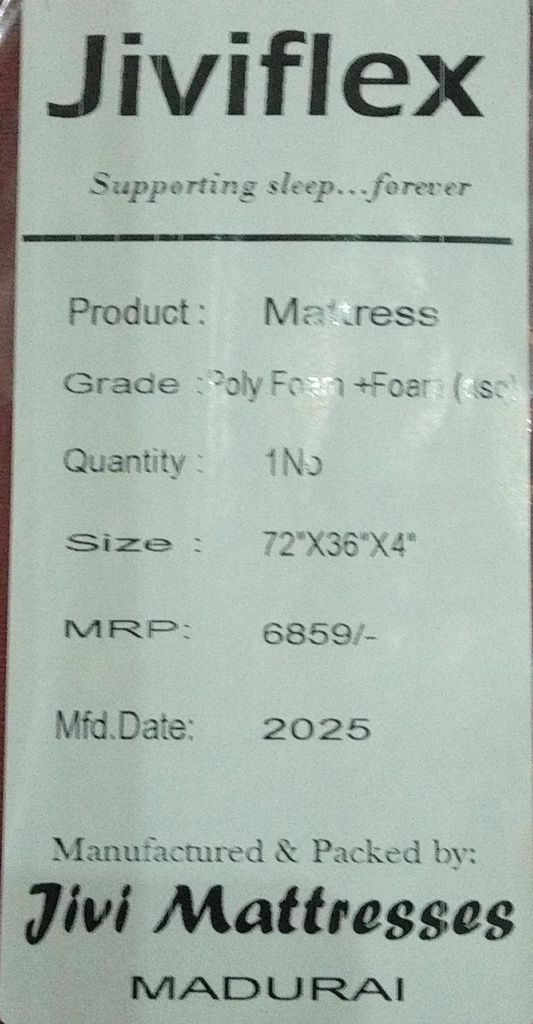 Jiviflex
Supporting sleep...forever
Product : Mattress
Grade :Poly Foam +Foam
Quantity : 1No
Size : 72"X36"X4"
MRP: 6859/-
Mfd.Date: 2025
Manufactured & Packed by:
Jivi Mattresses
MADURAI